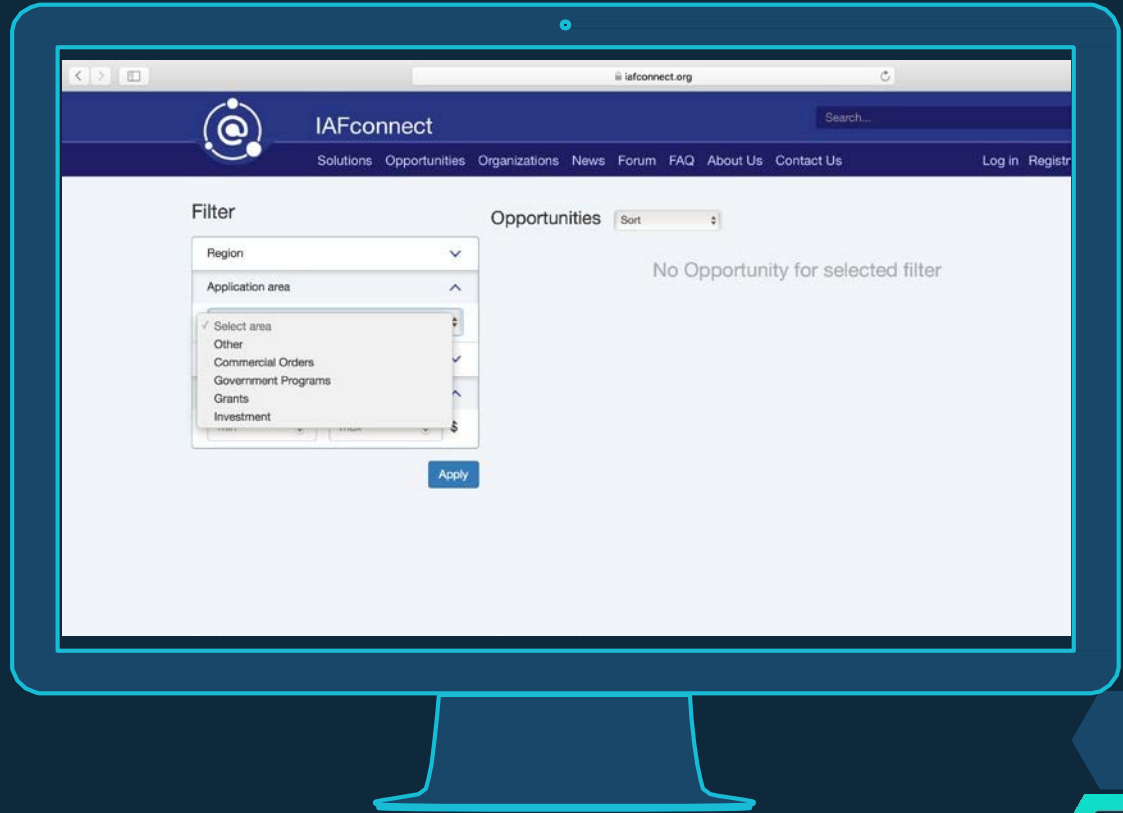 iafconnect.org
IAFconnect
Search...
Solutions Opportunities Organizations News Forum FAQ About Us Contact Us Log in
Filter
Opportunities Sort
Region
No Opportunity for selected filter
Application area
✓ Select area
Other
Commercial Orders
Government Programs
Grants
Investment
$
Apply